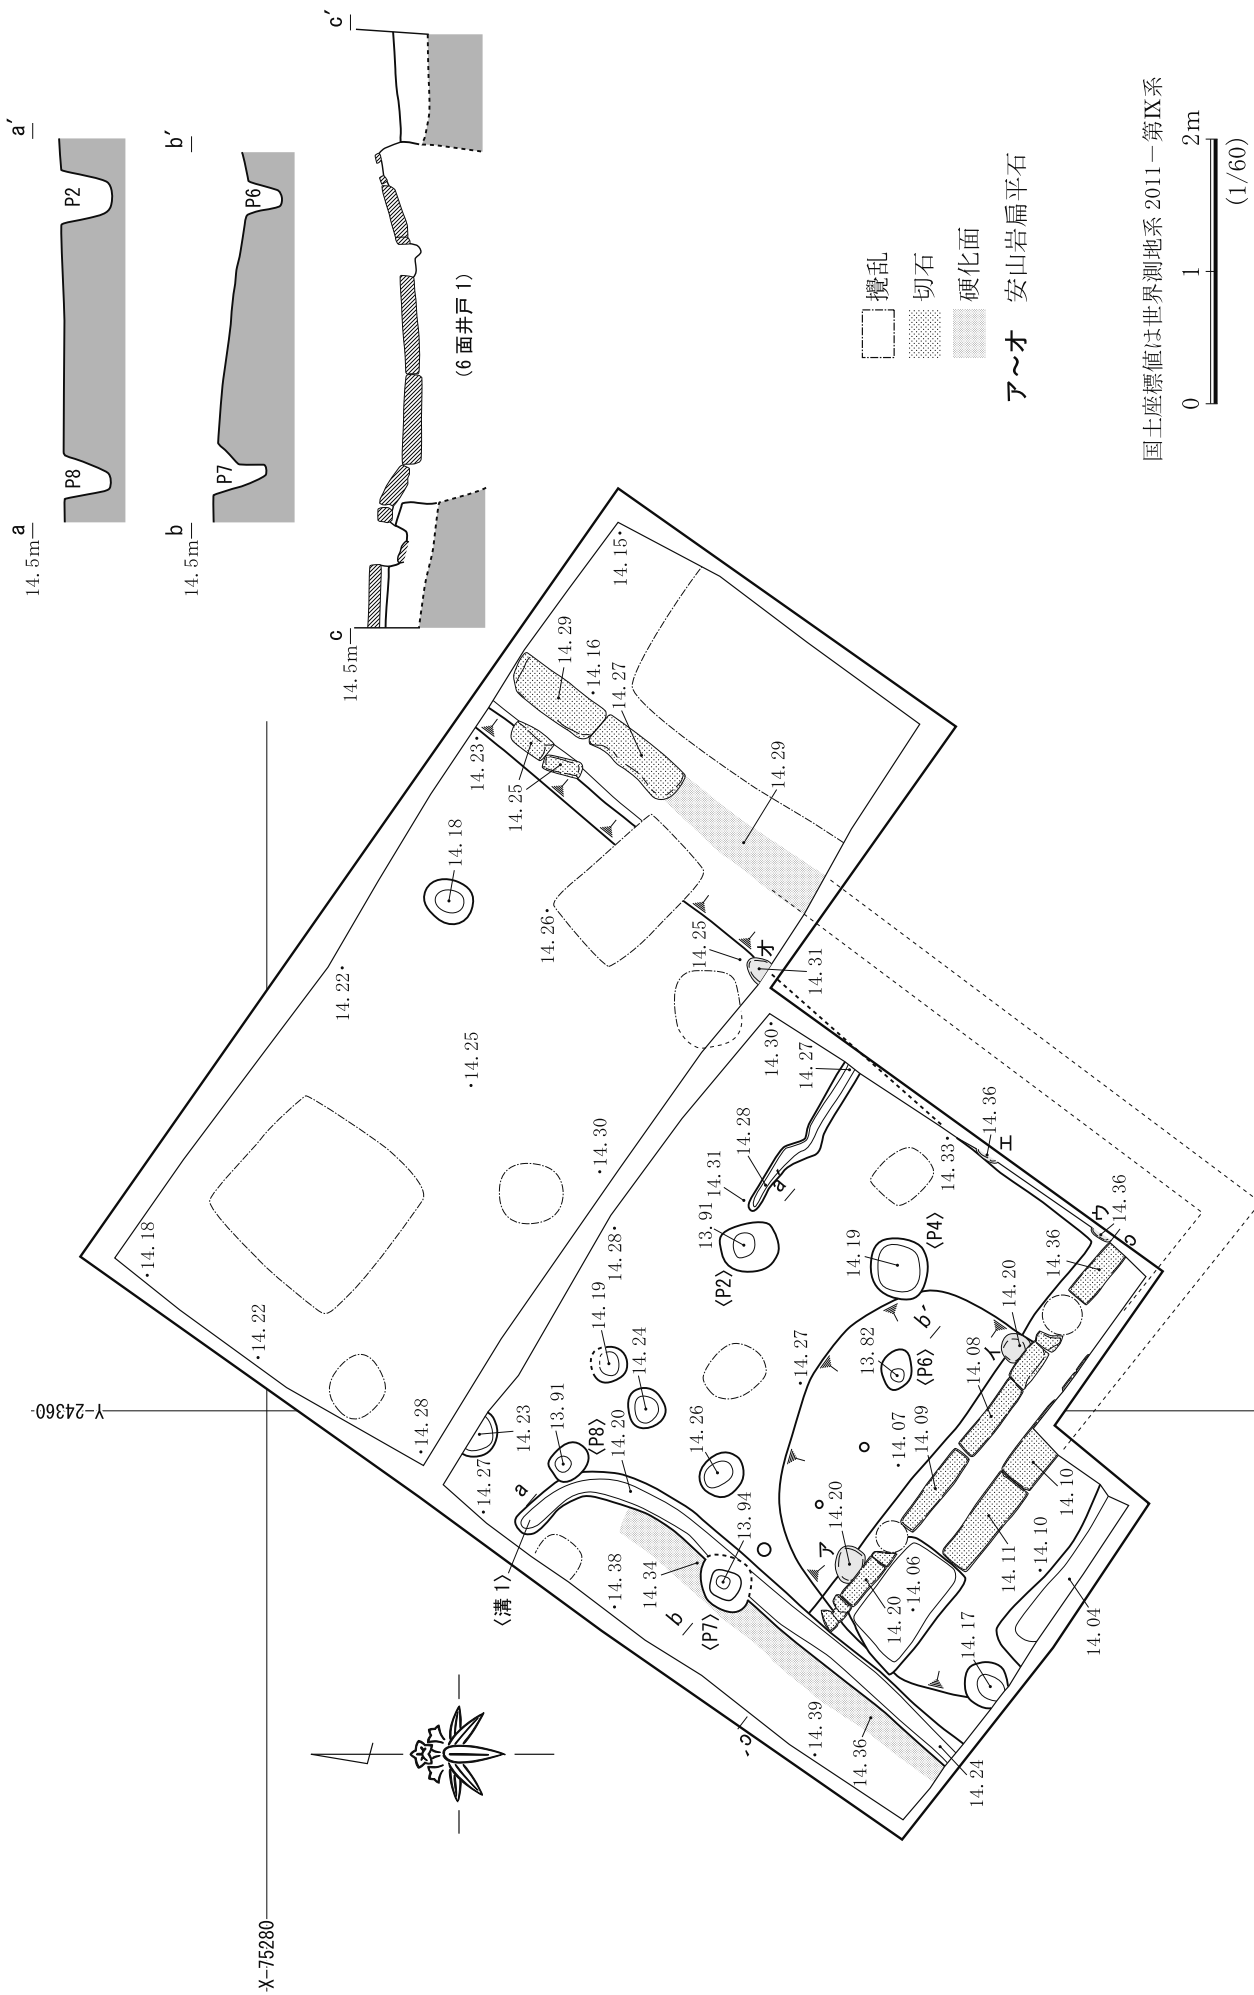 14.5m
a
a′
P8
P2
14.5m
b
b′
P7
P6
14.5m
c
c′
(6面井戸1)
攪乱
切石
硬化面
ア～オ 安山岩扁平石
国土座標値は世界測地系 2011－第Ⅸ系
0
1
2m
(1/60)
X-75280
Y-24360
14.15
14.29
14.16
14.27
14.23
14.25
14.29
14.18
14.26
14.25
オ
14.31
14.22
14.25
14.30
14.27
14.18
14.30
14.28
14.31
a′
14.36
エ
14.33
14.22
14.28
13.91
〈P2〉
14.19
〈P4〉
ウ
14.36
c
14.36
14.19
14.24
14.27
b′
14.20
イ
14.28
14.23
13.91
〈P8〉
14.20
14.26
13.82
〈P6〉
14.08
14.27
a
14.07
14.09
14.10
〈溝1〉
14.38
14.34
13.94
14.20
ア
14.11
14.10
b
〈P7〉
14.20
14.06
14.17
14.04
c′
14.39
14.36
14.24